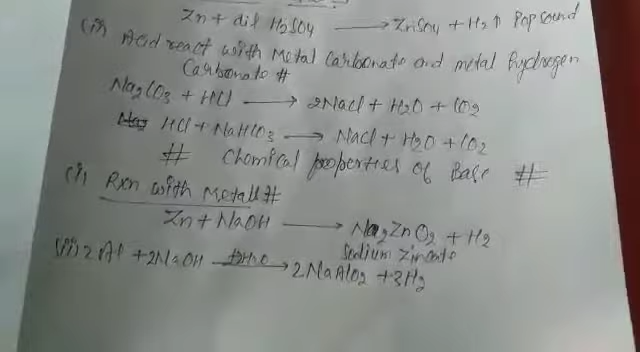 Zn + dil H2SO4 → ZnSO4 + H2↑ Pop sound
(ii) Acid react with Metal Carbonate and metal hydrogen
Carbonate #
Na2CO3 + HCl → 2NaCl + H2O + CO2
HCl + NaHCO3 → NaCl + H2O + CO2
# Chemical properties of Base #
(i) Rxn with Metall #
Zn + NaOH → Na2ZnO2 + H2
Sodium Zincate
(ii) 2Al + 2NaOH +2H2O → 2NaAlO2 + 3H2